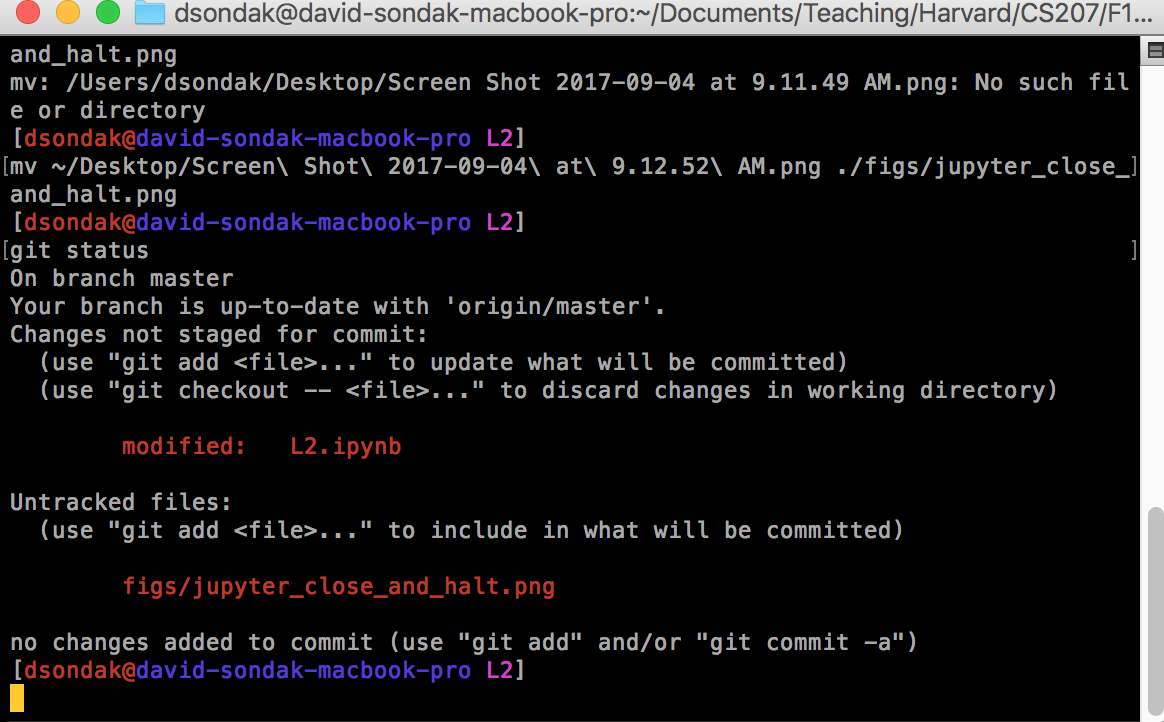 dsondak@david-sondak-macbook-pro:~/Documents/Teaching/Harvard/CS207/F1...
and_halt.png
mv: /Users/dsondak/Desktop/Screen Shot 2017-09-04 at 9.11.49 AM.png: No such fil
e or directory
[dsondak@david-sondak-macbook-pro L2]
[mv ~/Desktop/Screen\ Shot\ 2017-09-04\ at\ 9.12.52\ AM.png ./figs/jupyter_close_]
and_halt.png
[dsondak@david-sondak-macbook-pro L2]
[git status ]
On branch master
Your branch is up-to-date with 'origin/master'.
Changes not staged for commit:
  (use "git add <file>..." to update what will be committed)
  (use "git checkout -- <file>..." to discard changes in working directory)
        modified:   L2.ipynb
Untracked files:
  (use "git add <file>..." to include in what will be committed)
        figs/jupyter_close_and_halt.png
no changes added to commit (use "git add" and/or "git commit -a")
[dsondak@david-sondak-macbook-pro L2]